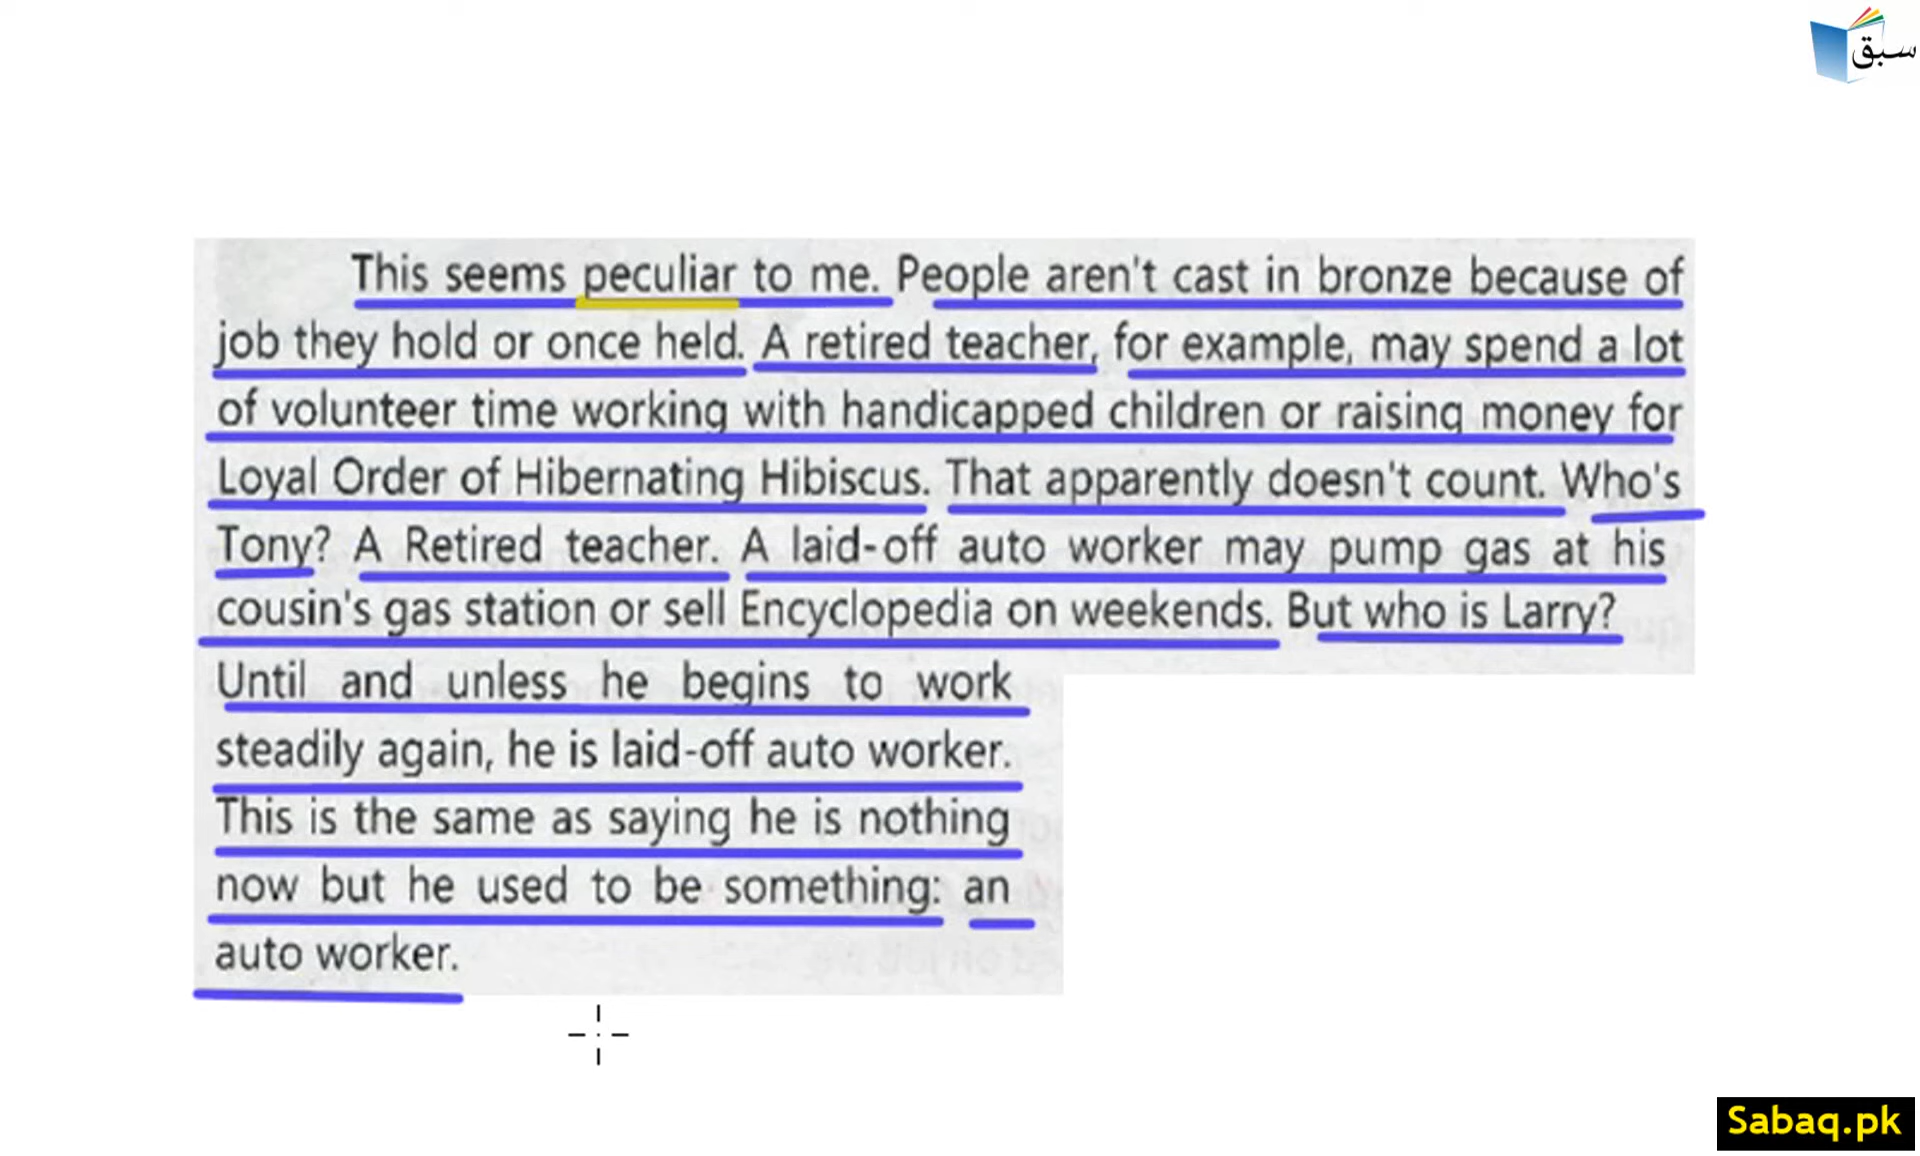 سبق
This seems peculiar to me. People aren't cast in bronze because of
job they hold or once held. A retired teacher, for example, may spend a lot
of volunteer time working with handicapped children or raising money for
Loyal Order of Hibernating Hibiscus. That apparently doesn't count. Who's
Tony? A Retired teacher. A laid-off auto worker may pump gas at his
cousin's gas station or sell Encyclopedia on weekends. But who is Larry?
Until and unless he begins to work
steadily again, he is laid-off auto worker.
This is the same as saying he is nothing
now but he used to be something: an
auto worker.
Sabaq.pk